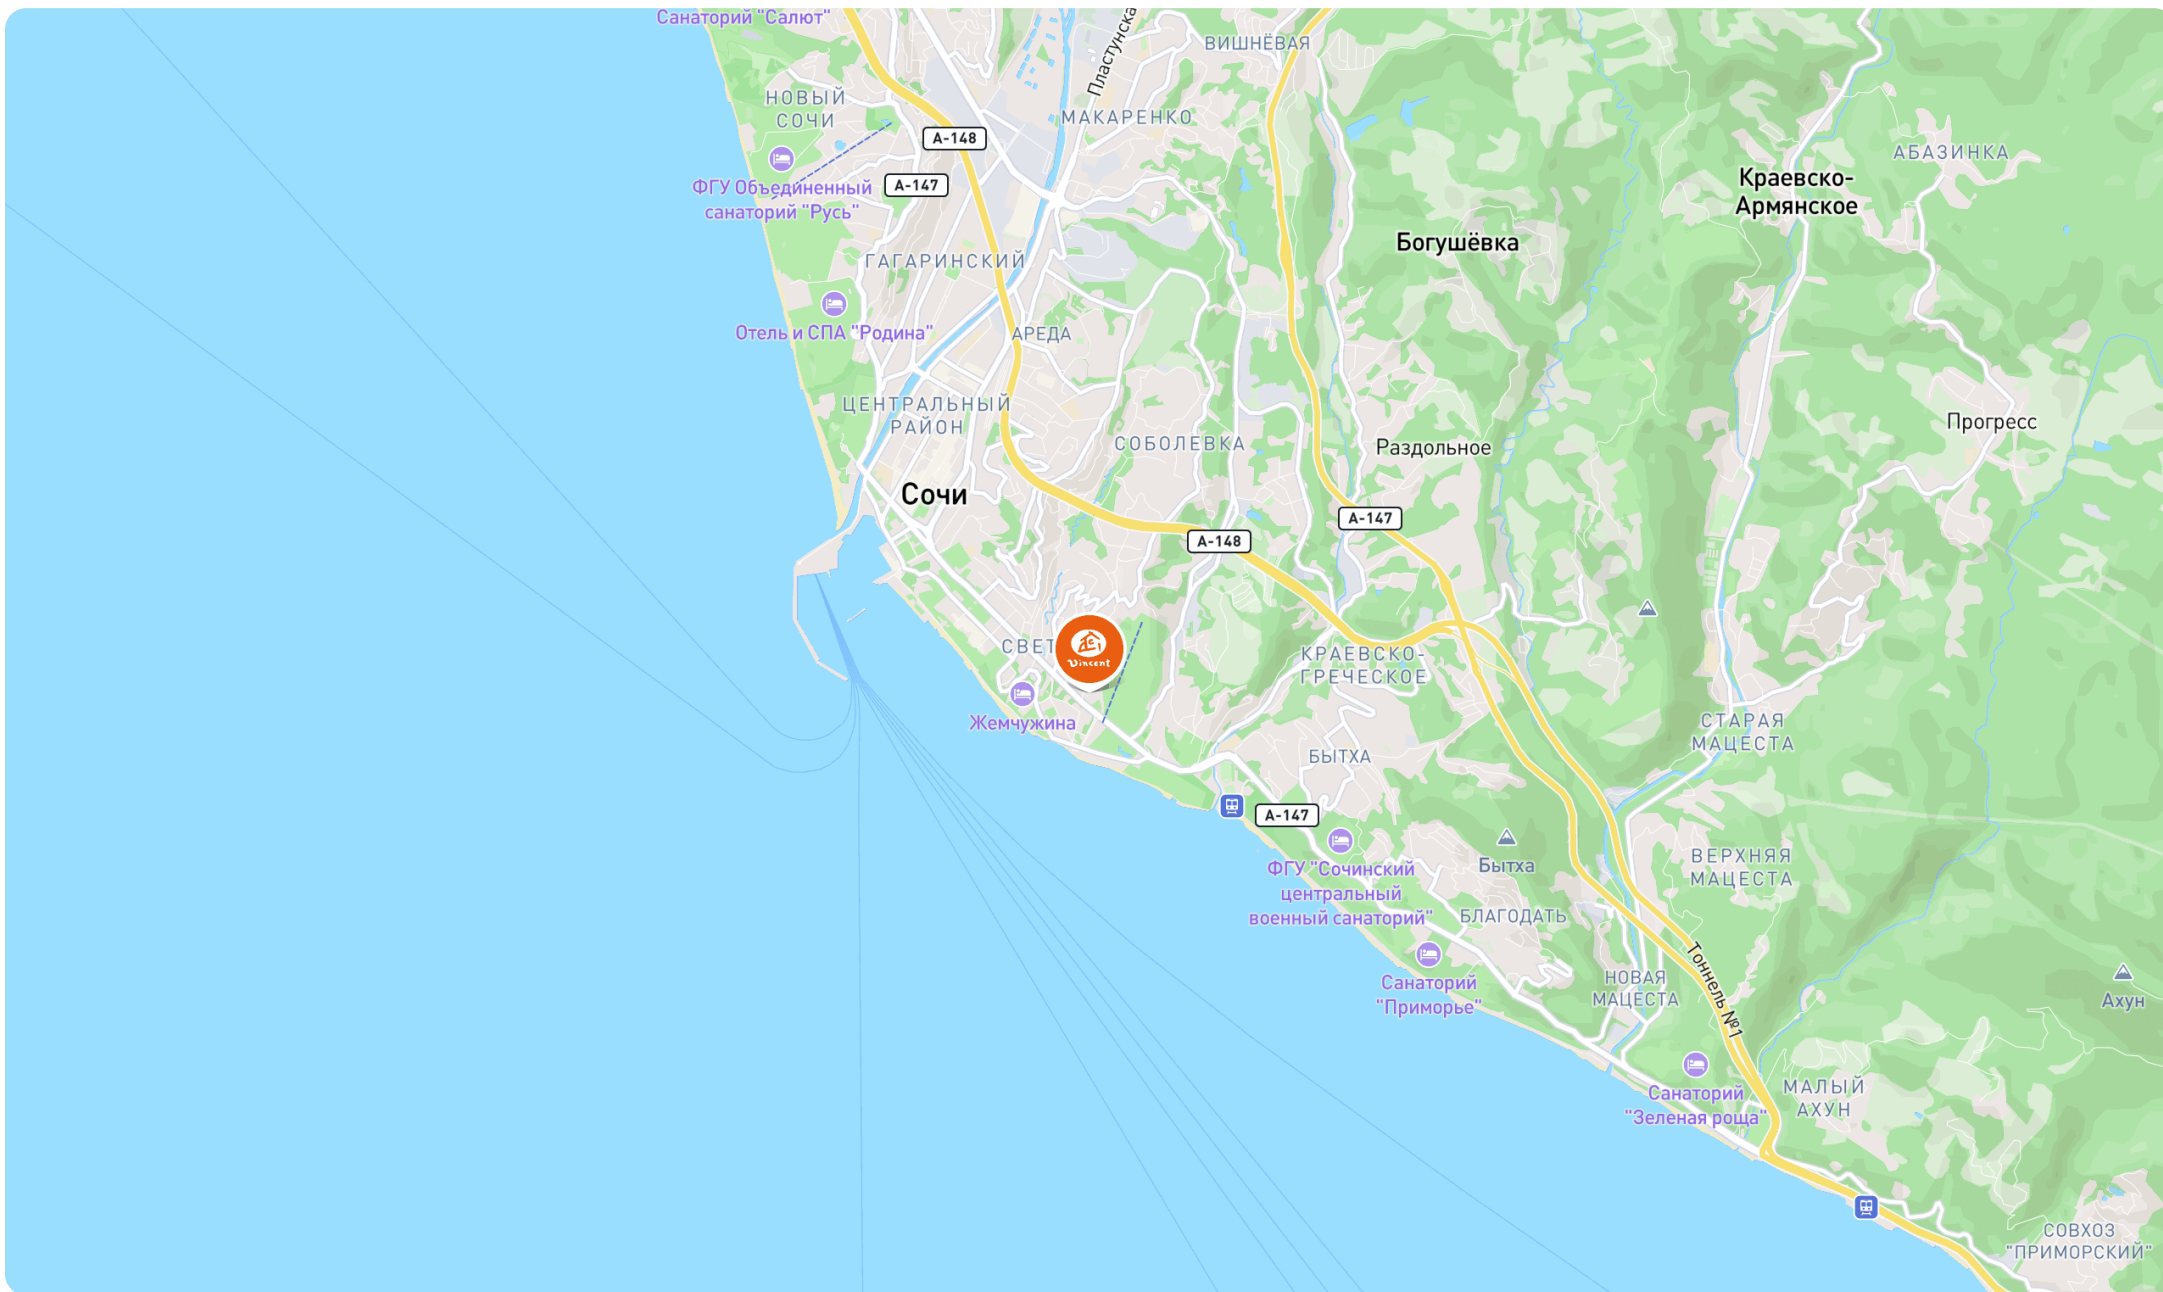 Санаторий "Салют"
Пластунска
ВИШНЁВАЯ
НОВЫЙ
СОЧИ
МАКАРЕНКО
А-148
АБАЗИНКА
ФГУ Объединенный
санаторий "Русь"
А-147
Краевско-
Армянское
Богушёвка
ГАГАРИНСКИЙ
Отель и СПА "Родина"
АРЕДА
ЦЕНТРАЛЬНЫЙ
РАЙОН
СОБОЛЕВКА
Раздольное
Прогресс
Сочи
А-147
А-148
СВЕТ
Vincent
КРАЕВСКО-
ГРЕЧЕСКОЕ
Жемчужина
СТАРАЯ
МАЦЕСТА
БЫТХА
А-147
ФГУ "Сочинский
центральный
военный санаторий"
Бытха
ВЕРХНЯЯ
МАЦЕСТА
БЛАГОДАТЬ
Санаторий
"Приморье"
НОВАЯ
МАЦЕСТА
Тоннель №1
Ахун
Санаторий
"Зеленая роща"
МАЛЫЙ
АХУН
СОВХОЗ
"ПРИМОРСКИЙ"